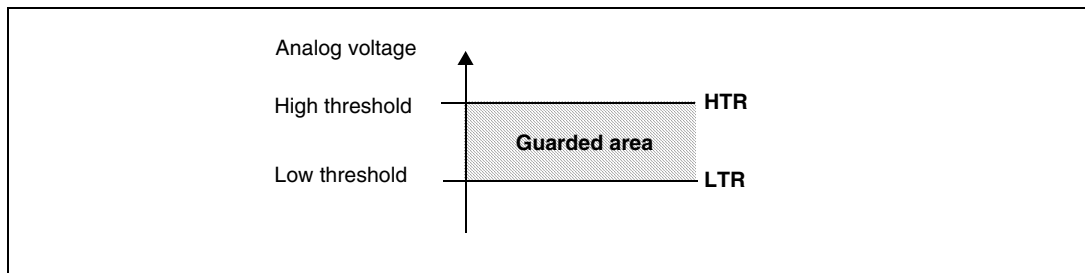 Analog voltage
High threshold
HTR
Guarded area
Low threshold
LTR